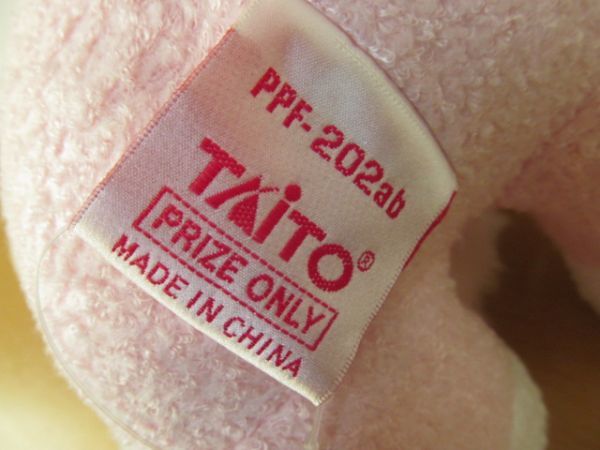 PPF-202ab
TAiTO®
PRIZE ONLY
MADE IN CHINA